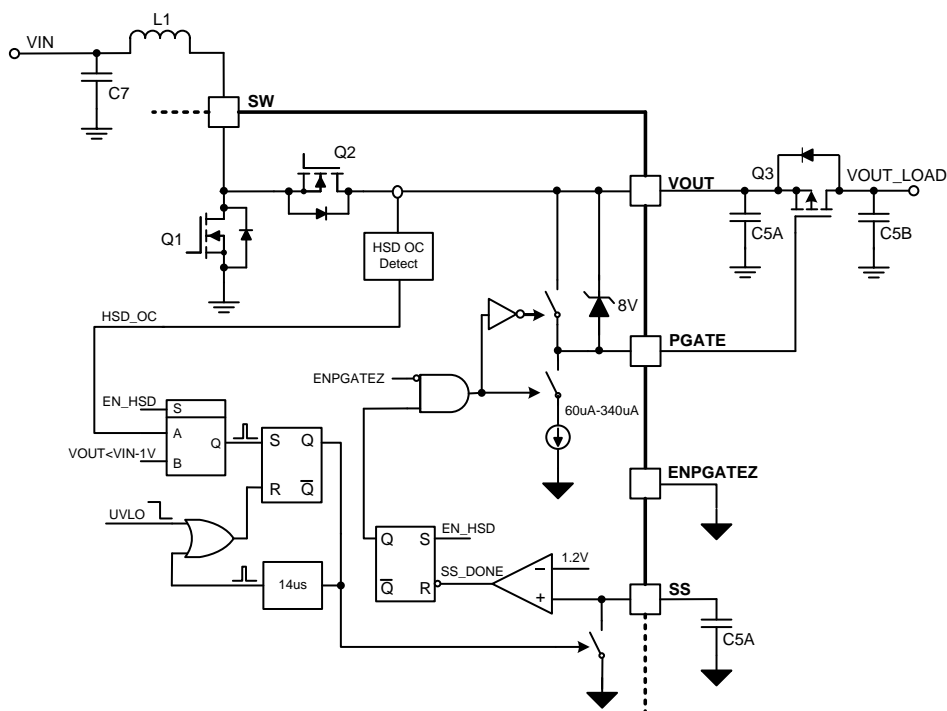 L1
VIN
C7
SW
Q2
Q3
VOUT
VOUT_LOAD
Q1
HSD OC
Detect
C5A
C5B
8V
HSD_OC
PGATE
ENPGATEZ
EN_HSD
S
A
B
Q
VOUT<VIN-1V
S
Q
R
Q
60uA-340uA
ENPGATEZ
UVLO
14us
Q
S
EN_HSD
Q
R
SS_DONE
1.2V
−
+
SS
C5A